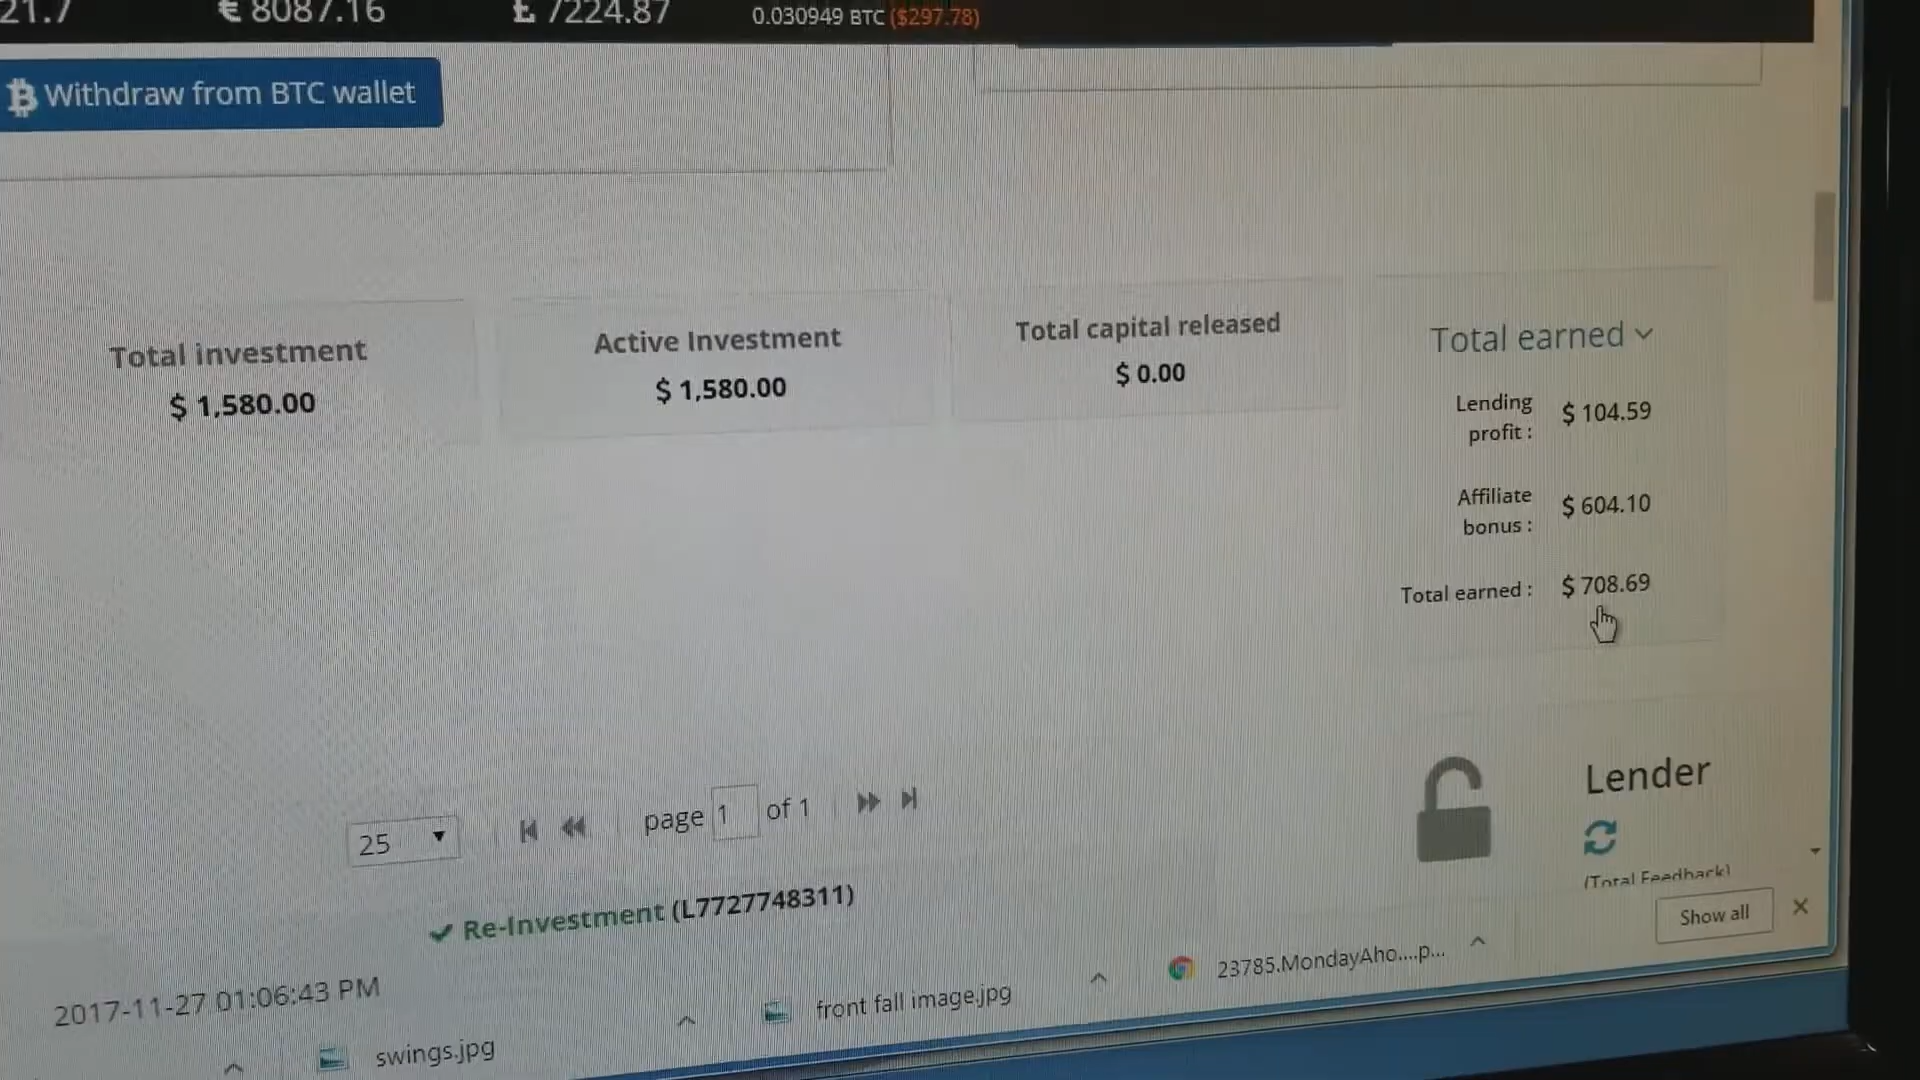 21.7 € 8087.16 £ 7224.87 0.030949 BTC ($297.78)
Withdraw from BTC wallet
Total investment
$ 1,580.00
Active Investment
$ 1,580.00
Total capital released
$ 0.00
Total earned
Lending profit : $ 104.59
Affiliate bonus : $ 604.10
Total earned : $ 708.69
Lender
(Total Feedback)
25 page 1 of 1
Re-Investment (L7727748311)
Show all
2017-11-27 01:06:43 PM
swings.jpg
front fall image.jpg
23785.MondayAho....p...